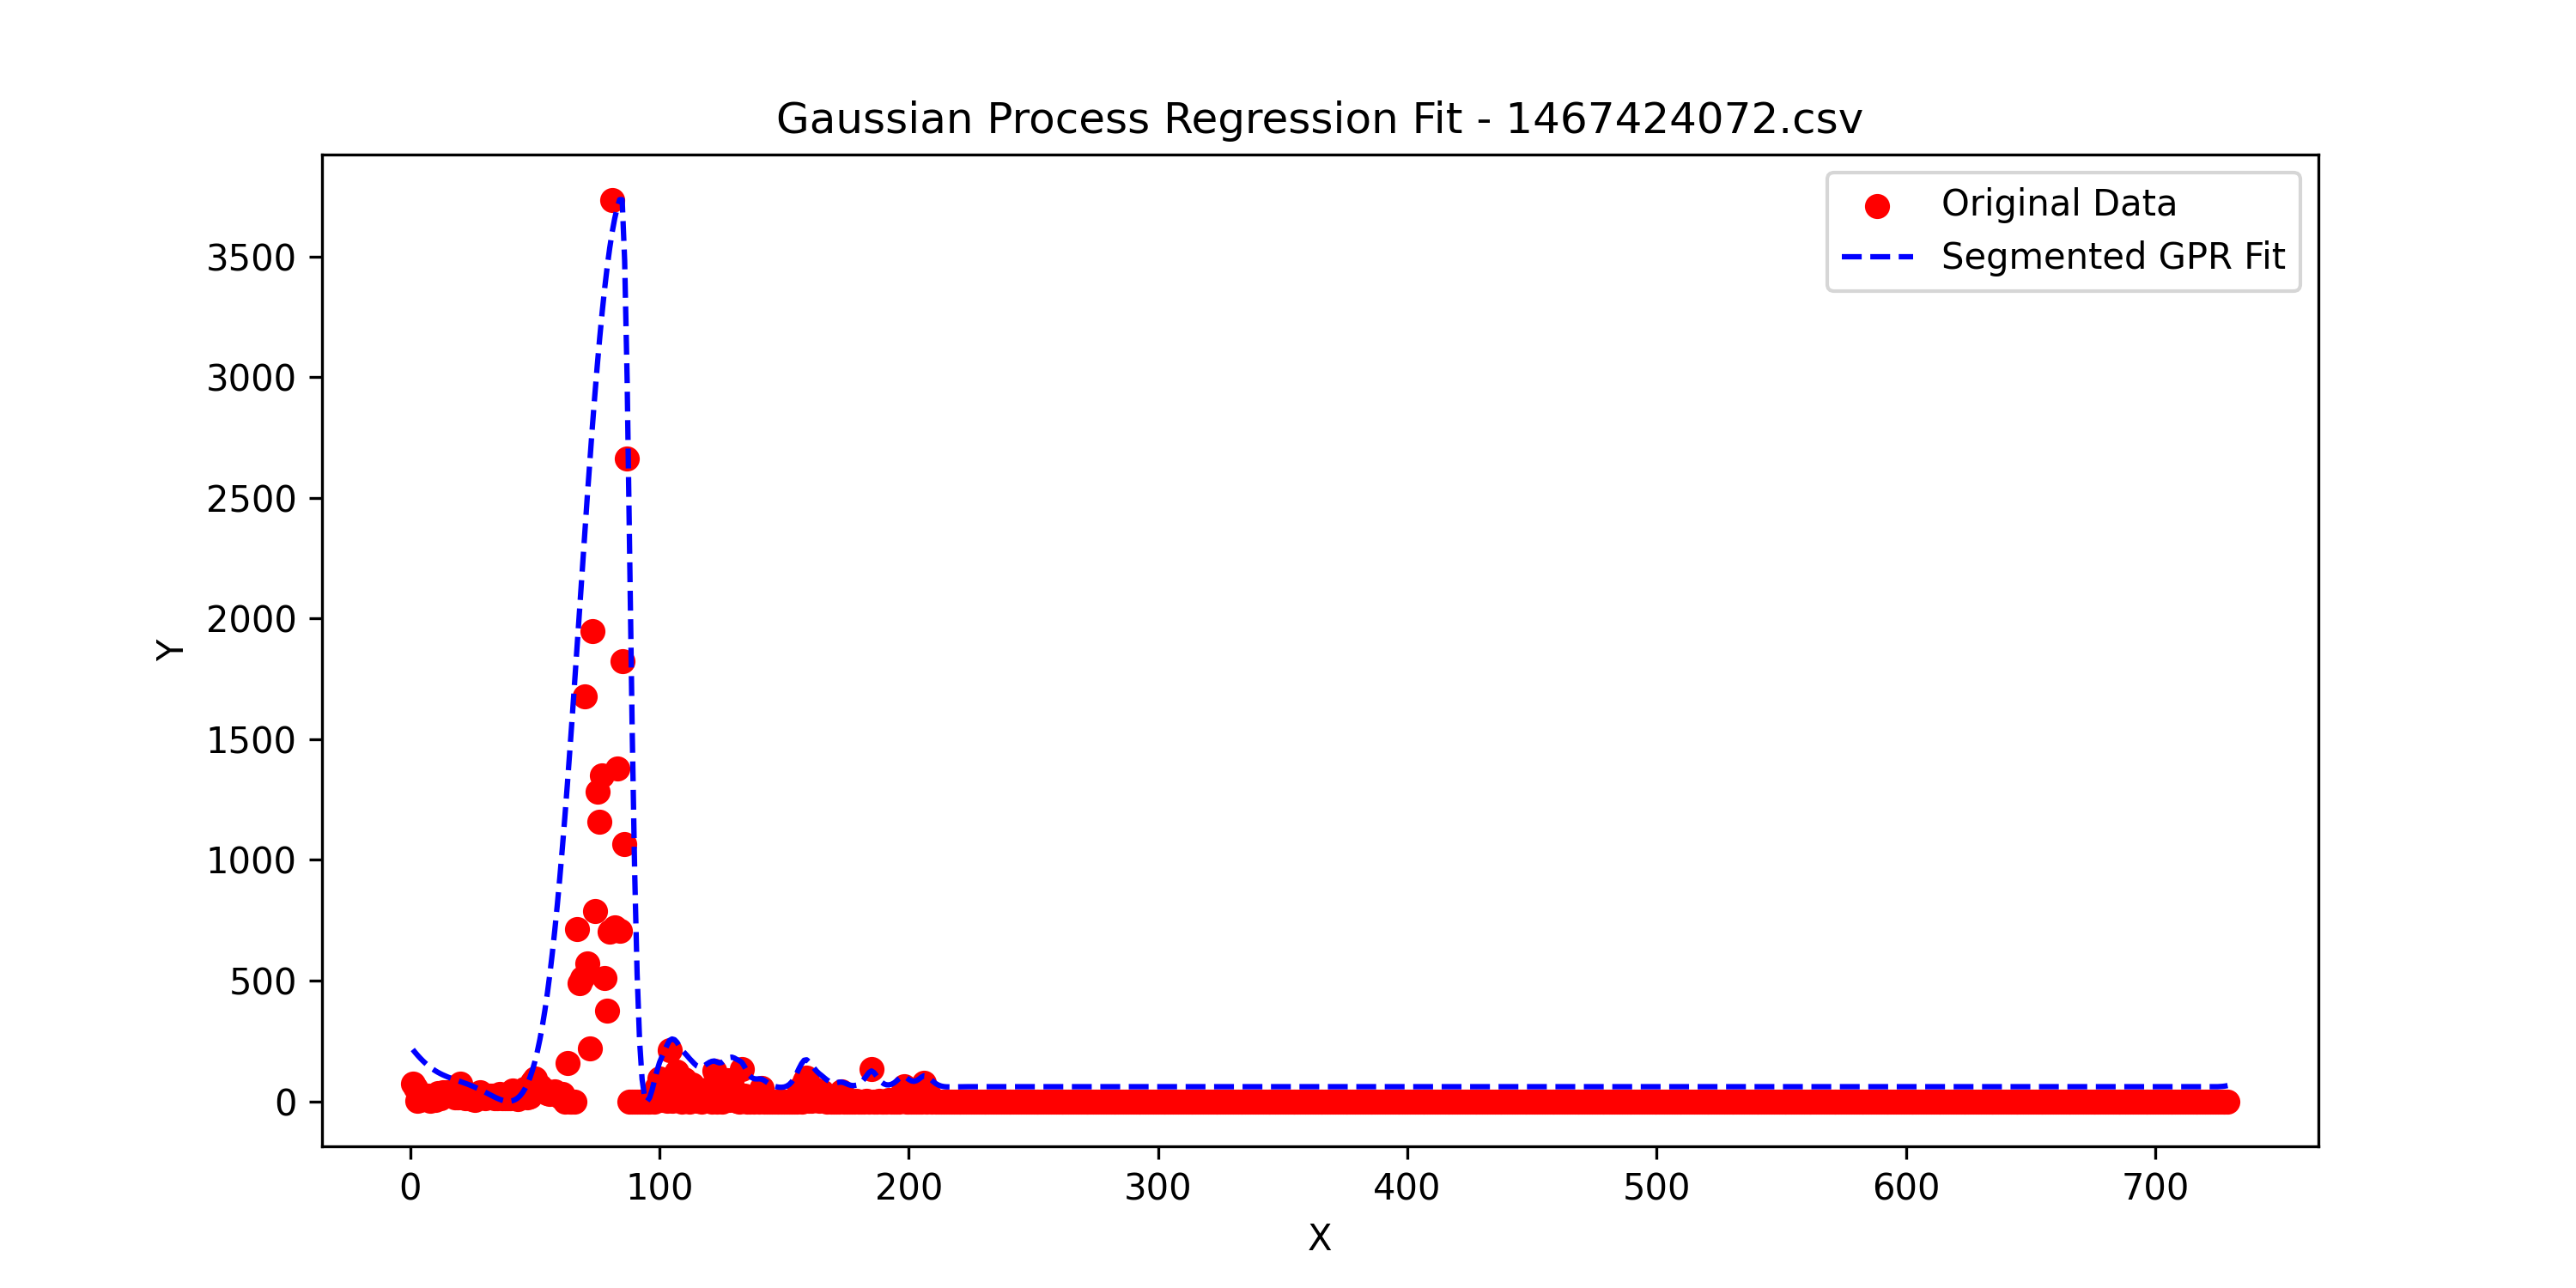 Gaussian Process Regression Fit - 1467424072.csv
Original Data
Segmented GPR Fit
3500
3000
2500
2000
1500
1000
500
0
Y
0 100 200 300 400 500 600 700
X